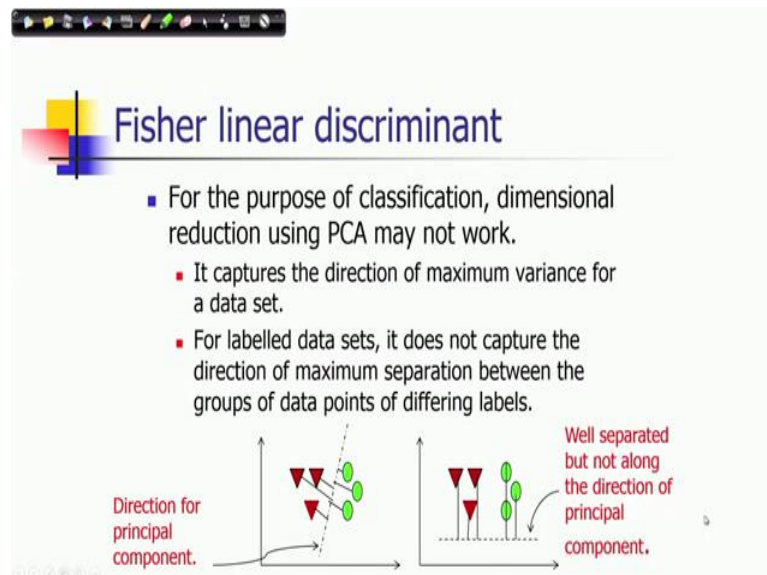 Fisher linear discriminant
For the purpose of classification, dimensional
reduction using PCA may not work.
It captures the direction of maximum variance for
a data set.
For labelled data sets, it does not capture the
direction of maximum separation between the
groups of data points of differing labels.
Direction for
principal
component.
Well separated
but not along
the direction of
principal
component.